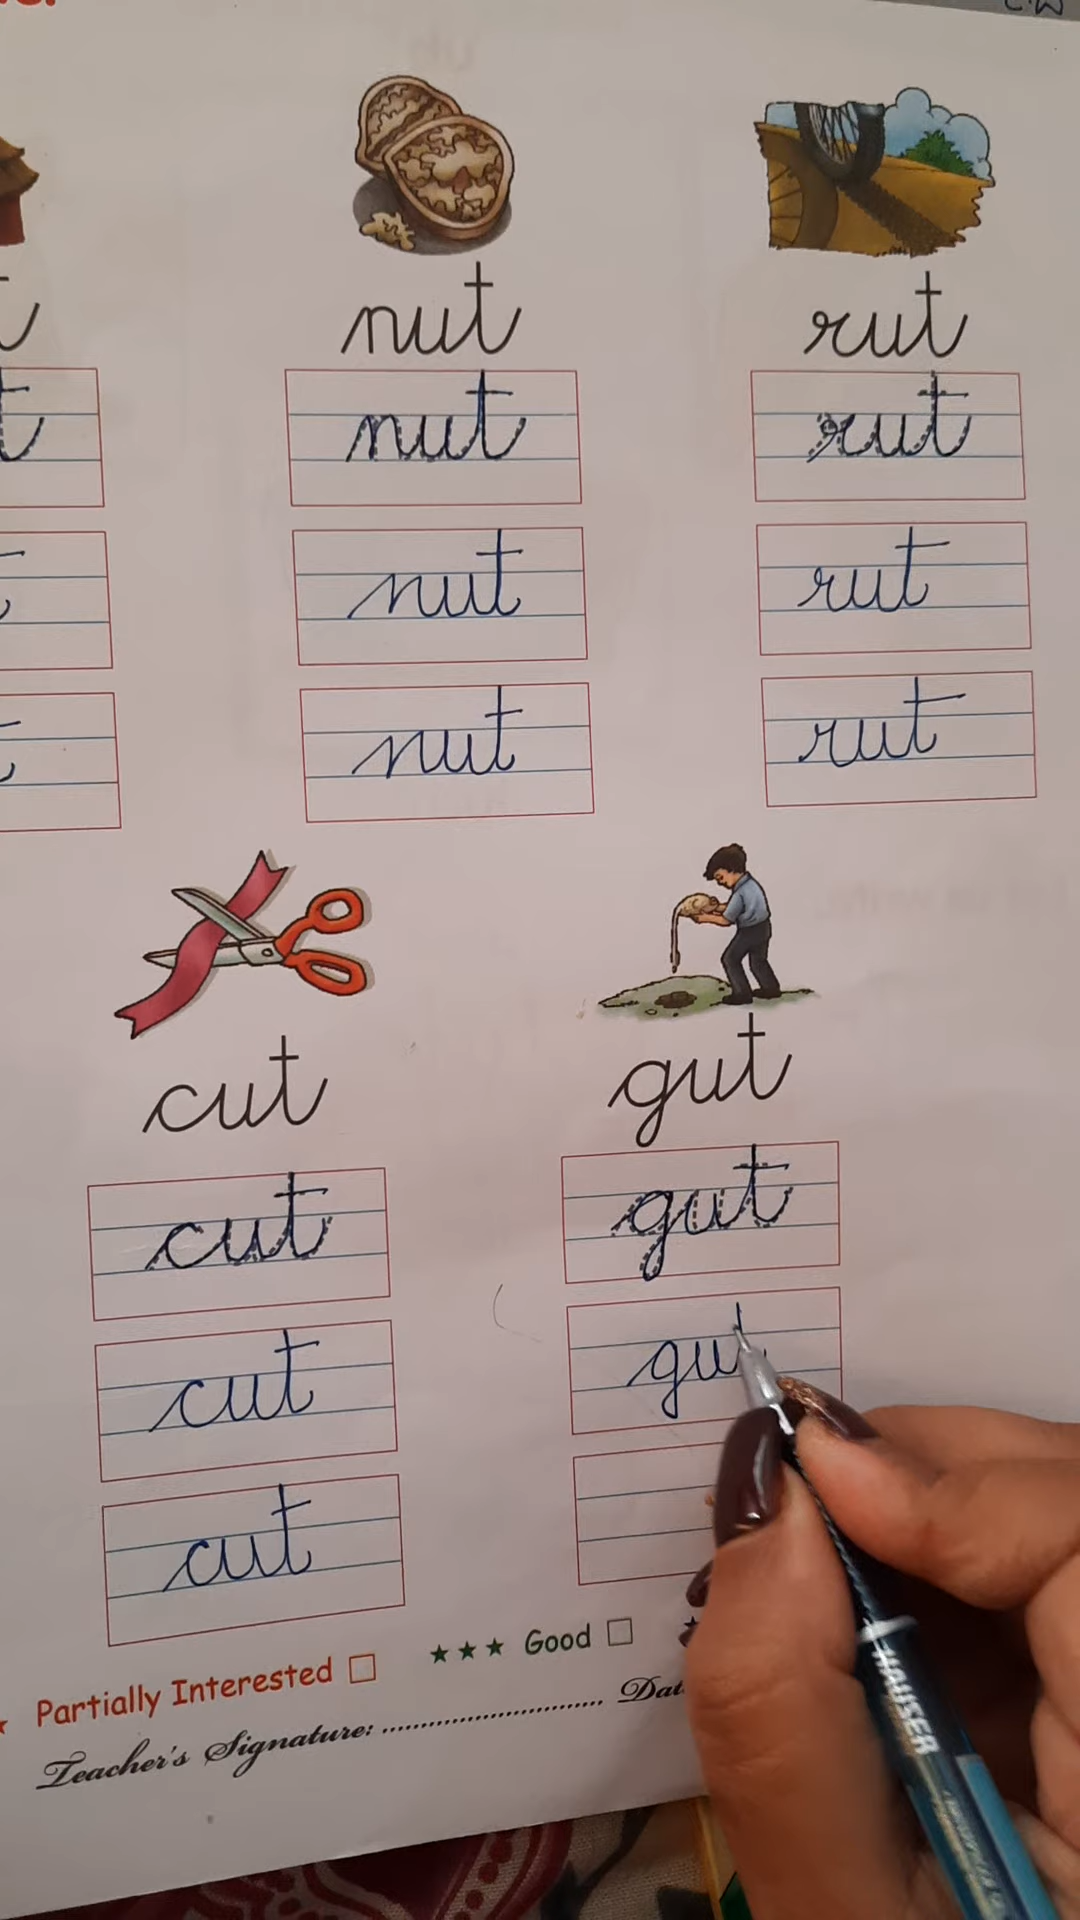 nut rut
nut rut
nut rut
nut rut
cut gut
cut gut
cut gu
cut
Partially Interested ★ ★ ★ Good
Teacher's Signature:
HAUSER